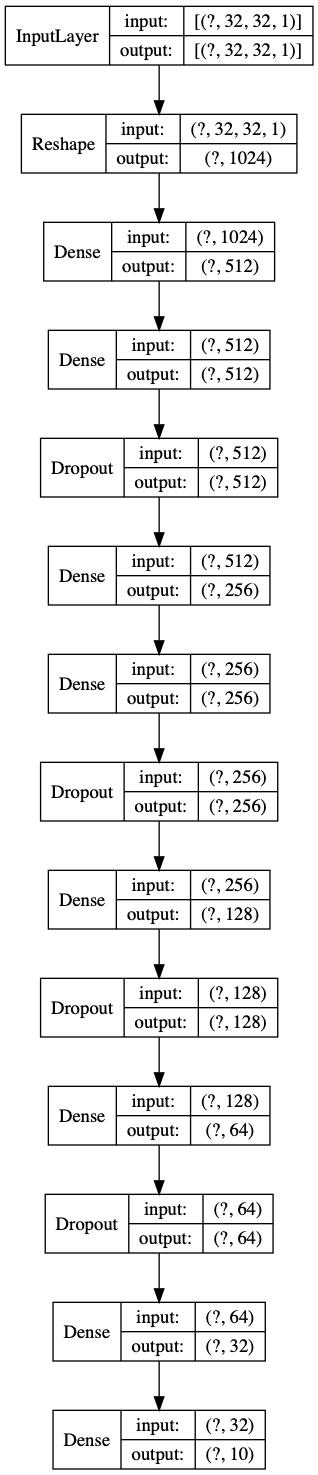 InputLayer input: [(?, 32, 32, 1)]
output: [(?, 32, 32, 1)]
Reshape input: (?, 32, 32, 1)
output: (?, 1024)
Dense input: (?, 1024)
output: (?, 512)
Dense input: (?, 512)
output: (?, 512)
Dropout input: (?, 512)
output: (?, 512)
Dense input: (?, 512)
output: (?, 256)
Dense input: (?, 256)
output: (?, 256)
Dropout input: (?, 256)
output: (?, 256)
Dense input: (?, 256)
output: (?, 128)
Dropout input: (?, 128)
output: (?, 128)
Dense input: (?, 128)
output: (?, 64)
Dropout input: (?, 64)
output: (?, 64)
Dense input: (?, 64)
output: (?, 32)
Dense input: (?, 32)
output: (?, 10)